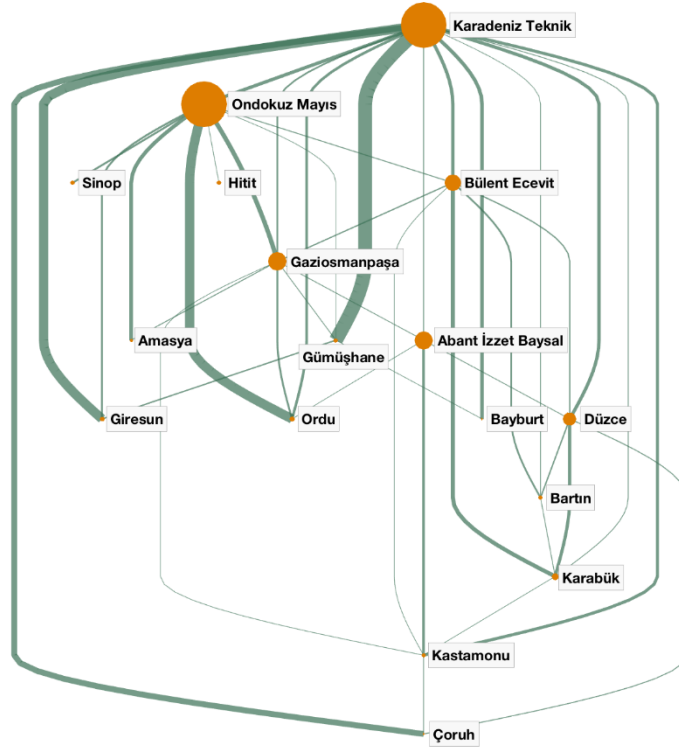 Karadeniz Teknik
Ondokuz Mayıs
Sinop
Hitit
Bülent Ecevit
Gaziosmanpaşa
Amasya
Gümüşhane
Abant İzzet Baysal
Giresun
Ordu
Bayburt
Düzce
Bartın
Karabük
Kastamonu
Çoruh